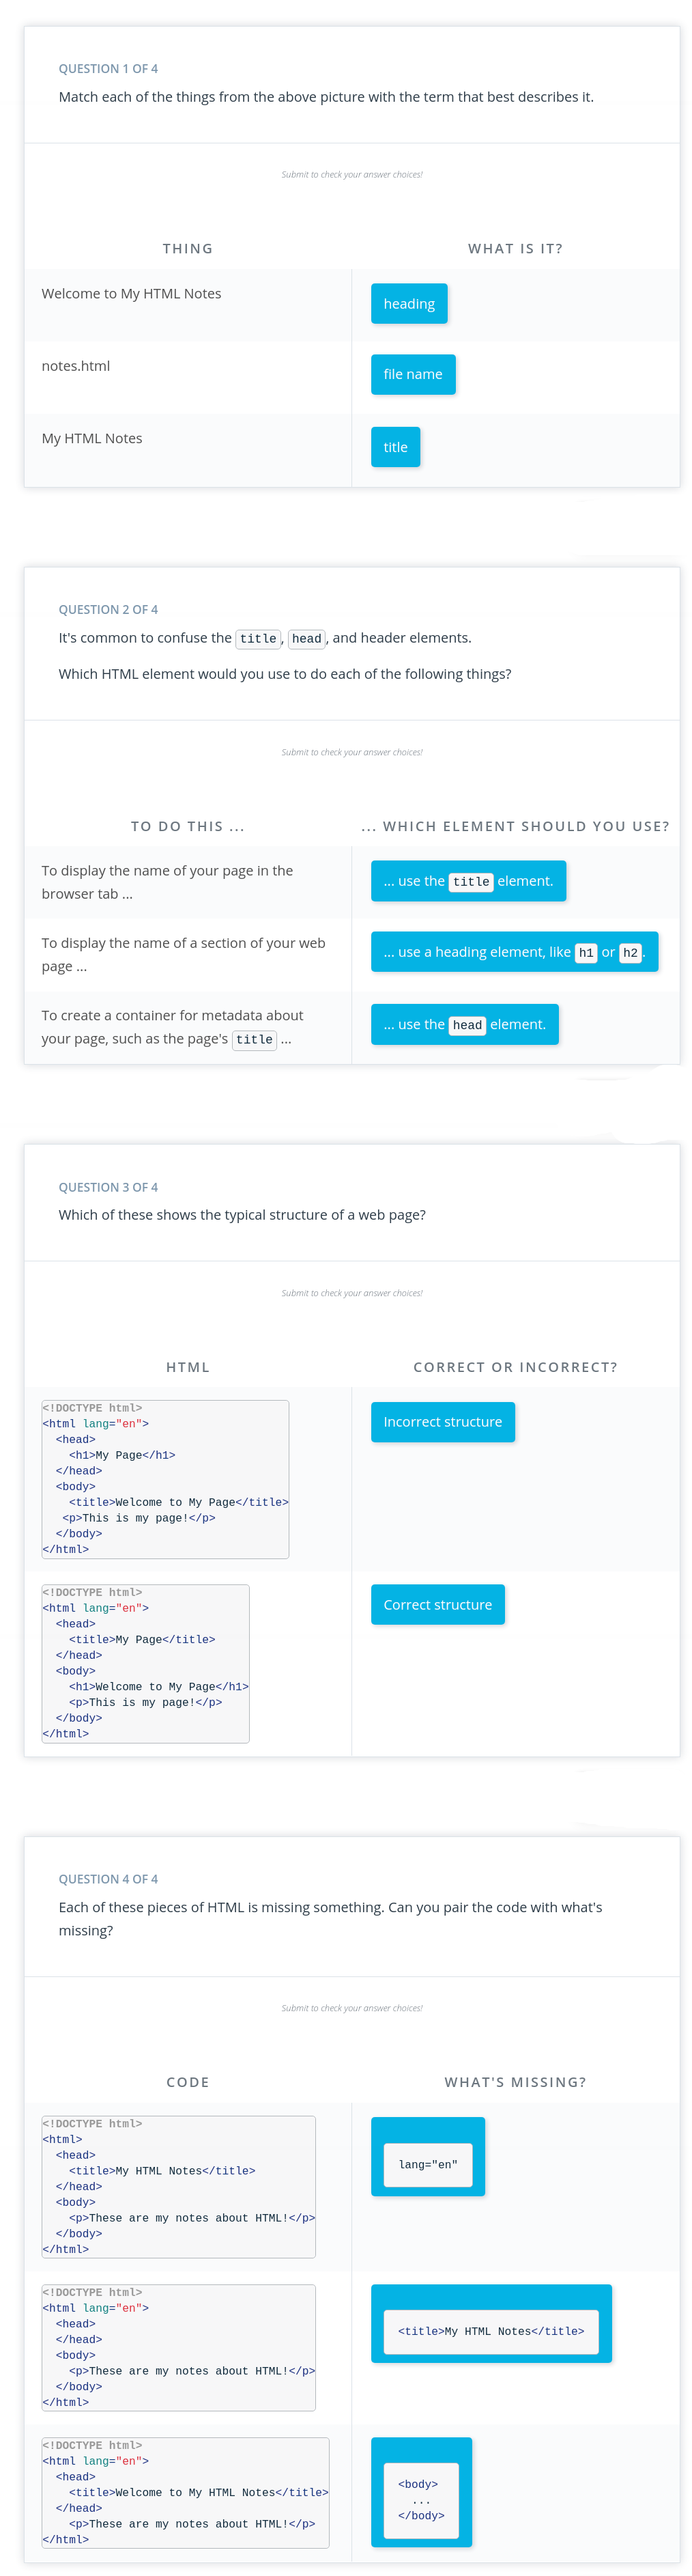 QUESTION 1 OF 4
Match each of the things from the above picture with the term that best describes it.
Submit to check your answer choices!
THING
WHAT IS IT?
Welcome to My HTML Notes
heading
notes.html
file name
My HTML Notes
title
QUESTION 2 OF 4
It's common to confuse the title, head, and header elements.
Which HTML element would you use to do each of the following things?
Submit to check your answer choices!
TO DO THIS ...
... WHICH ELEMENT SHOULD YOU USE?
To display the name of your page in the
browser tab ...
... use the title element.
To display the name of a section of your web
page ...
... use a heading element, like h1 or h2.
To create a container for metadata about
your page, such as the page's title ...
... use the head element.
QUESTION 3 OF 4
Which of these shows the typical structure of a web page?
Submit to check your answer choices!
HTML
CORRECT OR INCORRECT?
<!DOCTYPE html>
<html lang="en">
  <head>
    <h1>My Page</h1>
  </head>
  <body>
    <title>Welcome to My Page</title>
   <p>This is my page!</p>
  </body>
</html>
Incorrect structure
<!DOCTYPE html>
<html lang="en">
  <head>
    <title>My Page</title>
  </head>
  <body>
    <h1>Welcome to My Page</h1>
    <p>This is my page!</p>
  </body>
</html>
Correct structure
QUESTION 4 OF 4
Each of these pieces of HTML is missing something. Can you pair the code with what's
missing?
Submit to check your answer choices!
CODE
WHAT'S MISSING?
<!DOCTYPE html>
<html>
  <head>
    <title>My HTML Notes</title>
  </head>
  <body>
    <p>These are my notes about HTML!</p>
  </body>
</html>
lang="en"
<!DOCTYPE html>
<html lang="en">
  <head>
  </head>
  <body>
    <p>These are my notes about HTML!</p>
  </body>
</html>
<title>My HTML Notes</title>
<!DOCTYPE html>
<html lang="en">
  <head>
    <title>Welcome to My HTML Notes</title>
  </head>
    <p>These are my notes about HTML!</p>
</html>
<body>
  ...
</body>